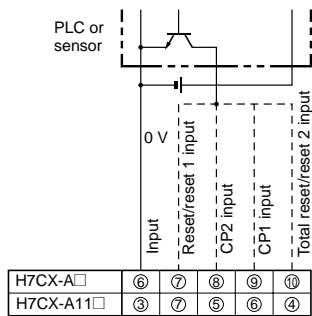 PLC or
sensor
0 V
Input
Reset/reset 1 input
CP2 input
CP1 input
Total reset/reset 2 input
H7CX-A□ ⑥ ⑦ ⑧ ⑨ ⑩
H7CX-A11□ ③ ⑦ ⑤ ⑥ ④